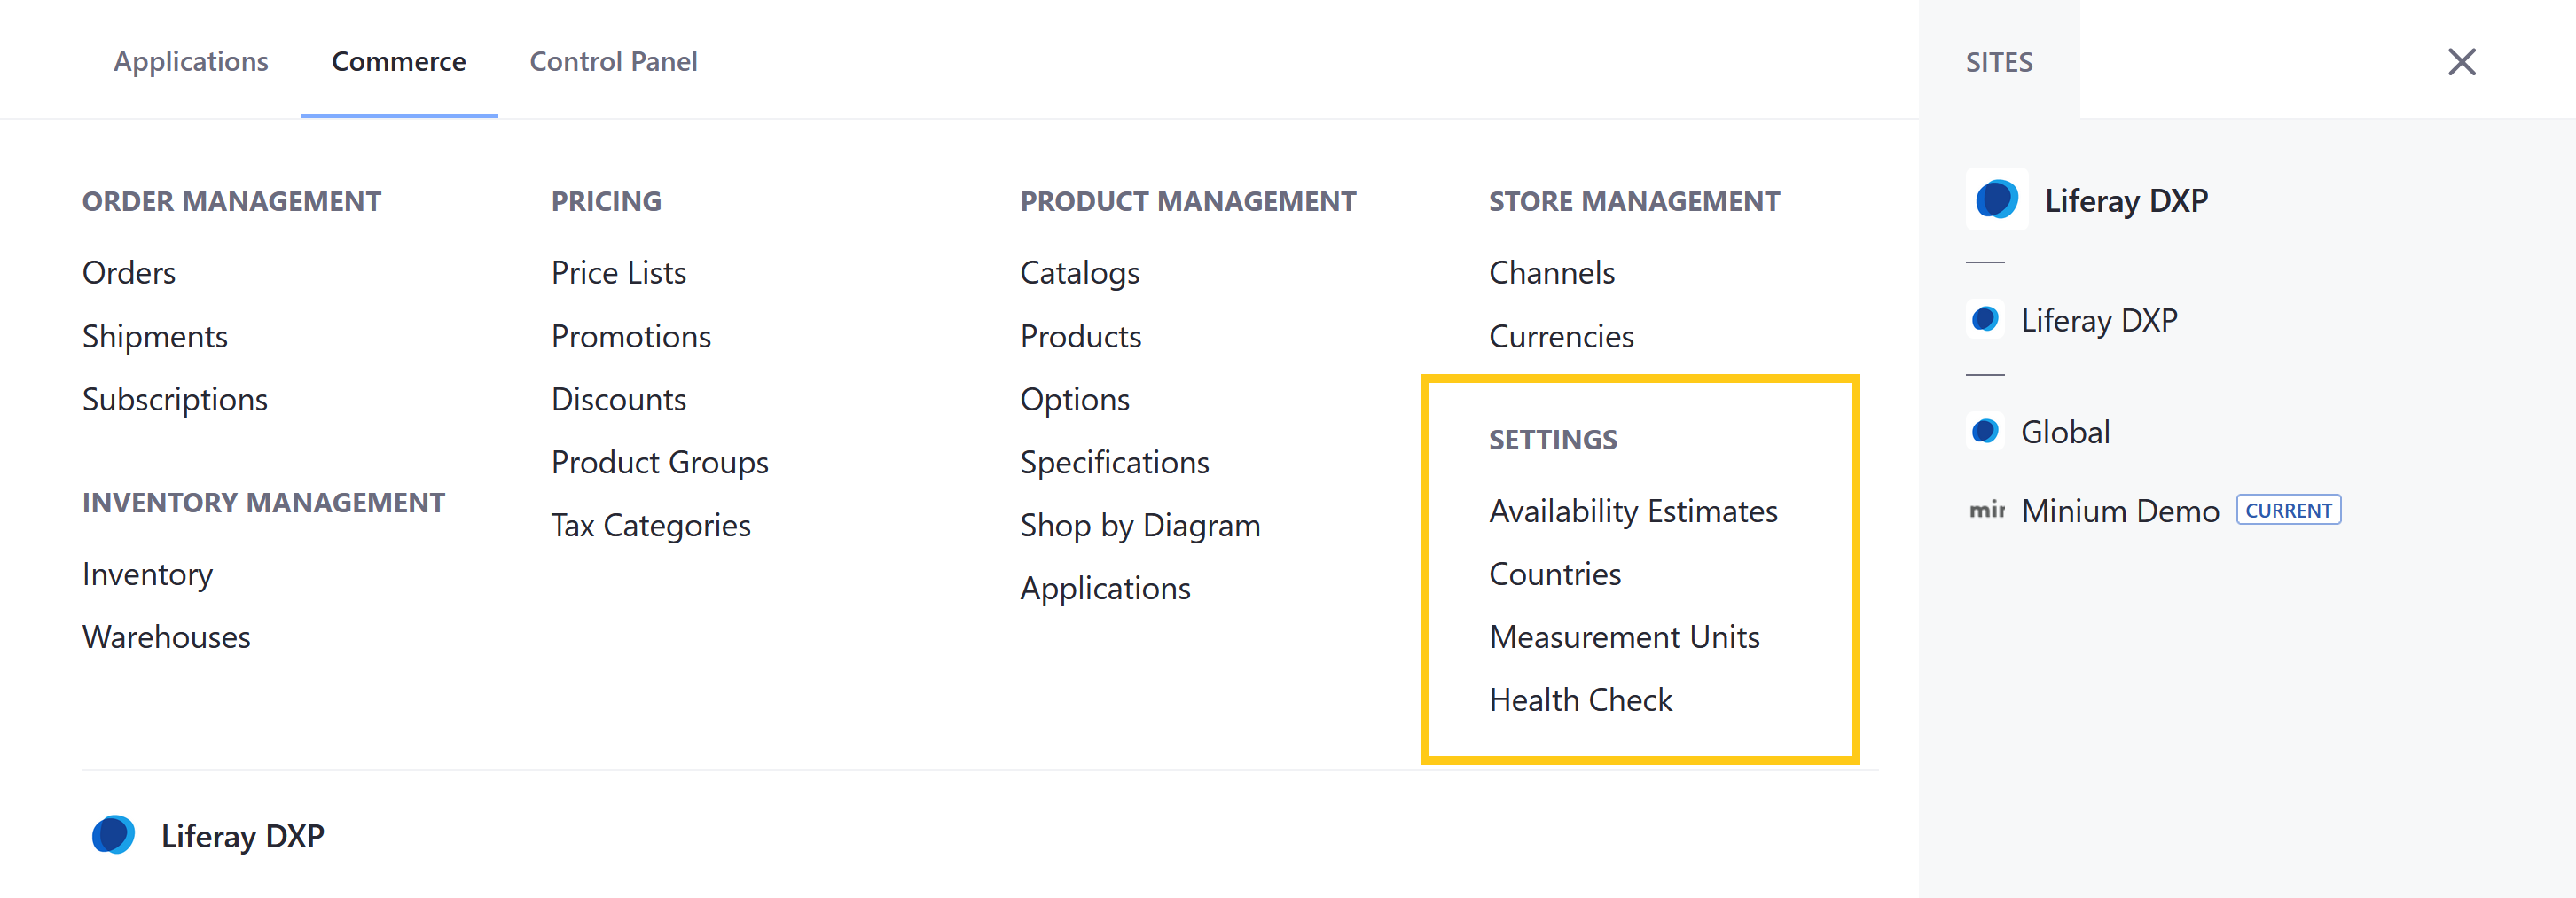 Applications
Commerce
Control Panel
SITES
ORDER MANAGEMENT
Orders
Shipments
Subscriptions
INVENTORY MANAGEMENT
Inventory
Warehouses
PRICING
Price Lists
Promotions
Discounts
Product Groups
Tax Categories
PRODUCT MANAGEMENT
Catalogs
Products
Options
Specifications
Shop by Diagram
Applications
STORE MANAGEMENT
Channels
Currencies
SETTINGS
Availability Estimates
Countries
Measurement Units
Health Check
Liferay DXP
Liferay DXP
Liferay DXP
Global
Minium Demo CURRENT